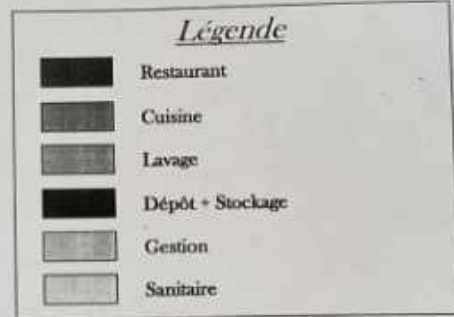 Légende
Restaurant
Cuisine
Lavage
Dépôt + Stockage
Gestion
Sanitaire